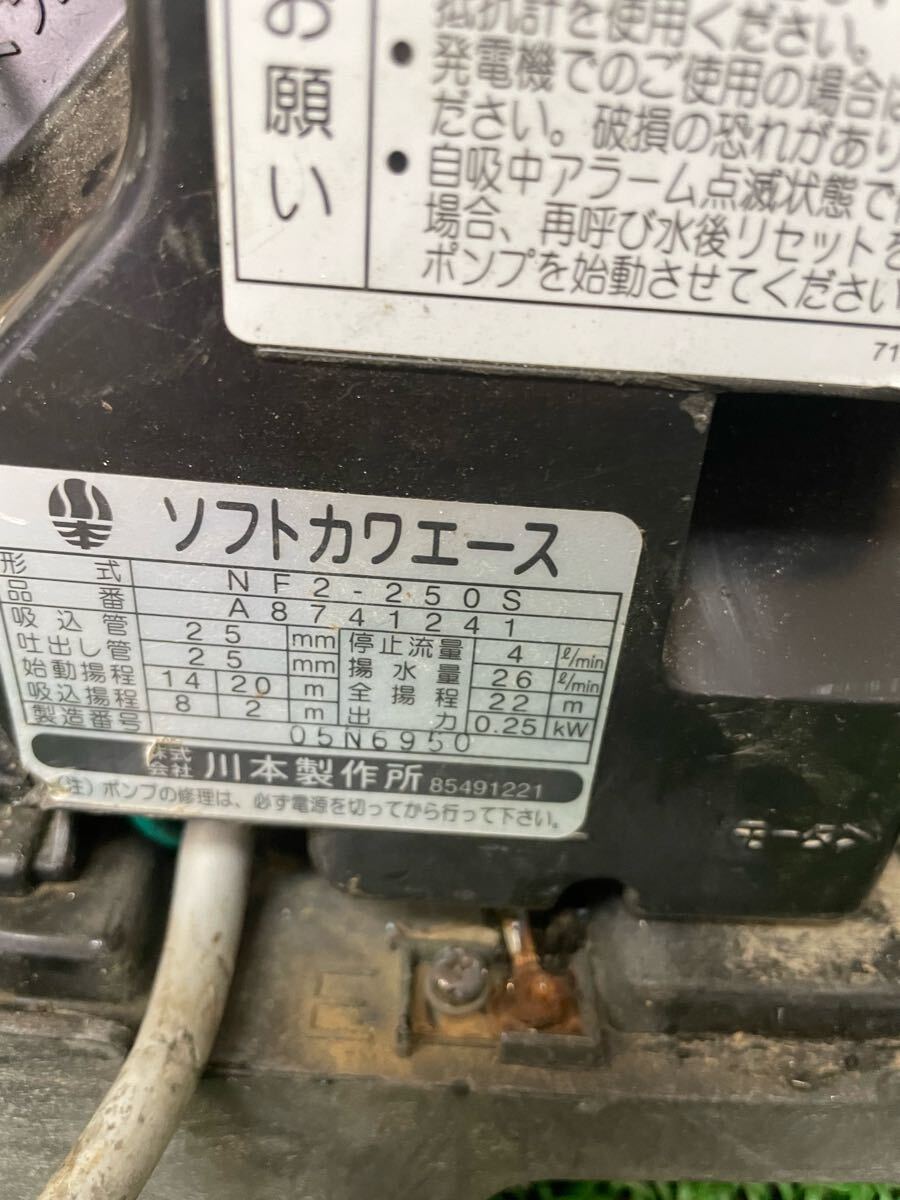 お願い
抵抗計を使用ください。
● 発電機でのご使用の場合は
ださい。破損の恐れがあり
● 自吸中アラーム点滅状態で
場合、再呼び水後リセットを
ポンプを始動させてください
71
川本 ソフトカワエース
形式 NF2-250S
品番 A8741241
吸込管 25 mm 停止流量 4 ℓ/min
吐出し管 25 mm 揚水量 26 ℓ/min
始動揚程 14 20 m 全揚程 22 m
吸込揚程 8 2 m 出力 0.25 kW
製造番号 05N6950
株式会社 川本製作所 85491221
(注)ポンプの修理は、必ず電源を切ってから行って下さい。
E